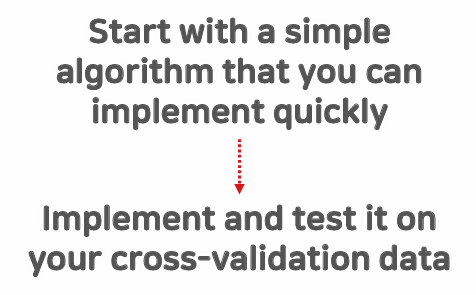 Start with a simple
algorithm that you can
implement quickly
Implement and test it on
your cross-validation data